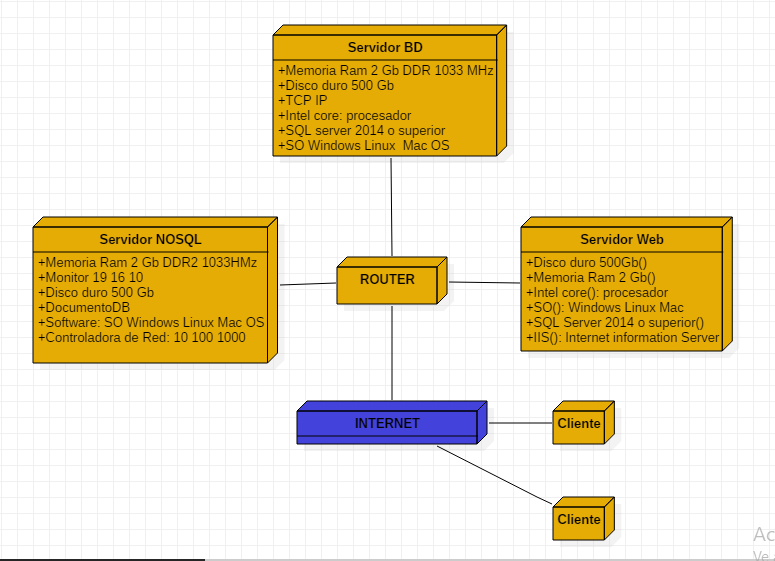 Servidor BD
+Memoria Ram 2 Gb DDR 1033 MHz
+Disco duro 500 Gb
+TCP IP
+Intel core: procesador
+SQL server 2014 o superior
+SO Windows Linux  Mac OS
Servidor NOSQL
+Memoria Ram 2 Gb DDR2 1033HMz
+Monitor 19 16 10
+Disco duro 500 Gb
+DocumentoDB
+Software: SO Windows Linux Mac OS
+Controladora de Red: 10 100 1000
ROUTER
Servidor Web
+Disco duro 500Gb()
+Memoria Ram 2 Gb()
+Intel core(): procesador
+SO(): Windows Linux Mac
+SQL Server 2014 o superior()
+IIS(): Internet information Server
INTERNET
Cliente
Cliente
Ac
Ve a